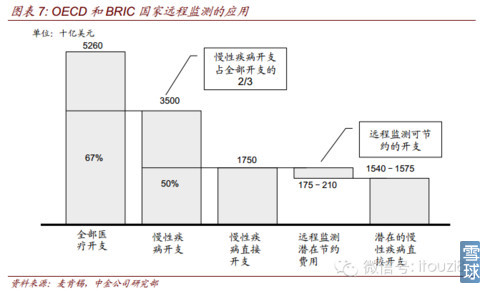 图表 7: OECD 和 BRIC 国家远程监测的应用
单位：十亿美元
5260
慢性疾病开支
占全部开支的
2/3
3500
远程监测可节
约的开支
1750
1540－1575
67%
50%
175－210
全部医
疗开支
慢性疾
病开支
慢性疾
病直接
开支
远程监测
潜在节约
费用
潜在的慢
性疾病直
接开支
雪球
微信号:
资料来源：麦肯锡，中金公司研究部